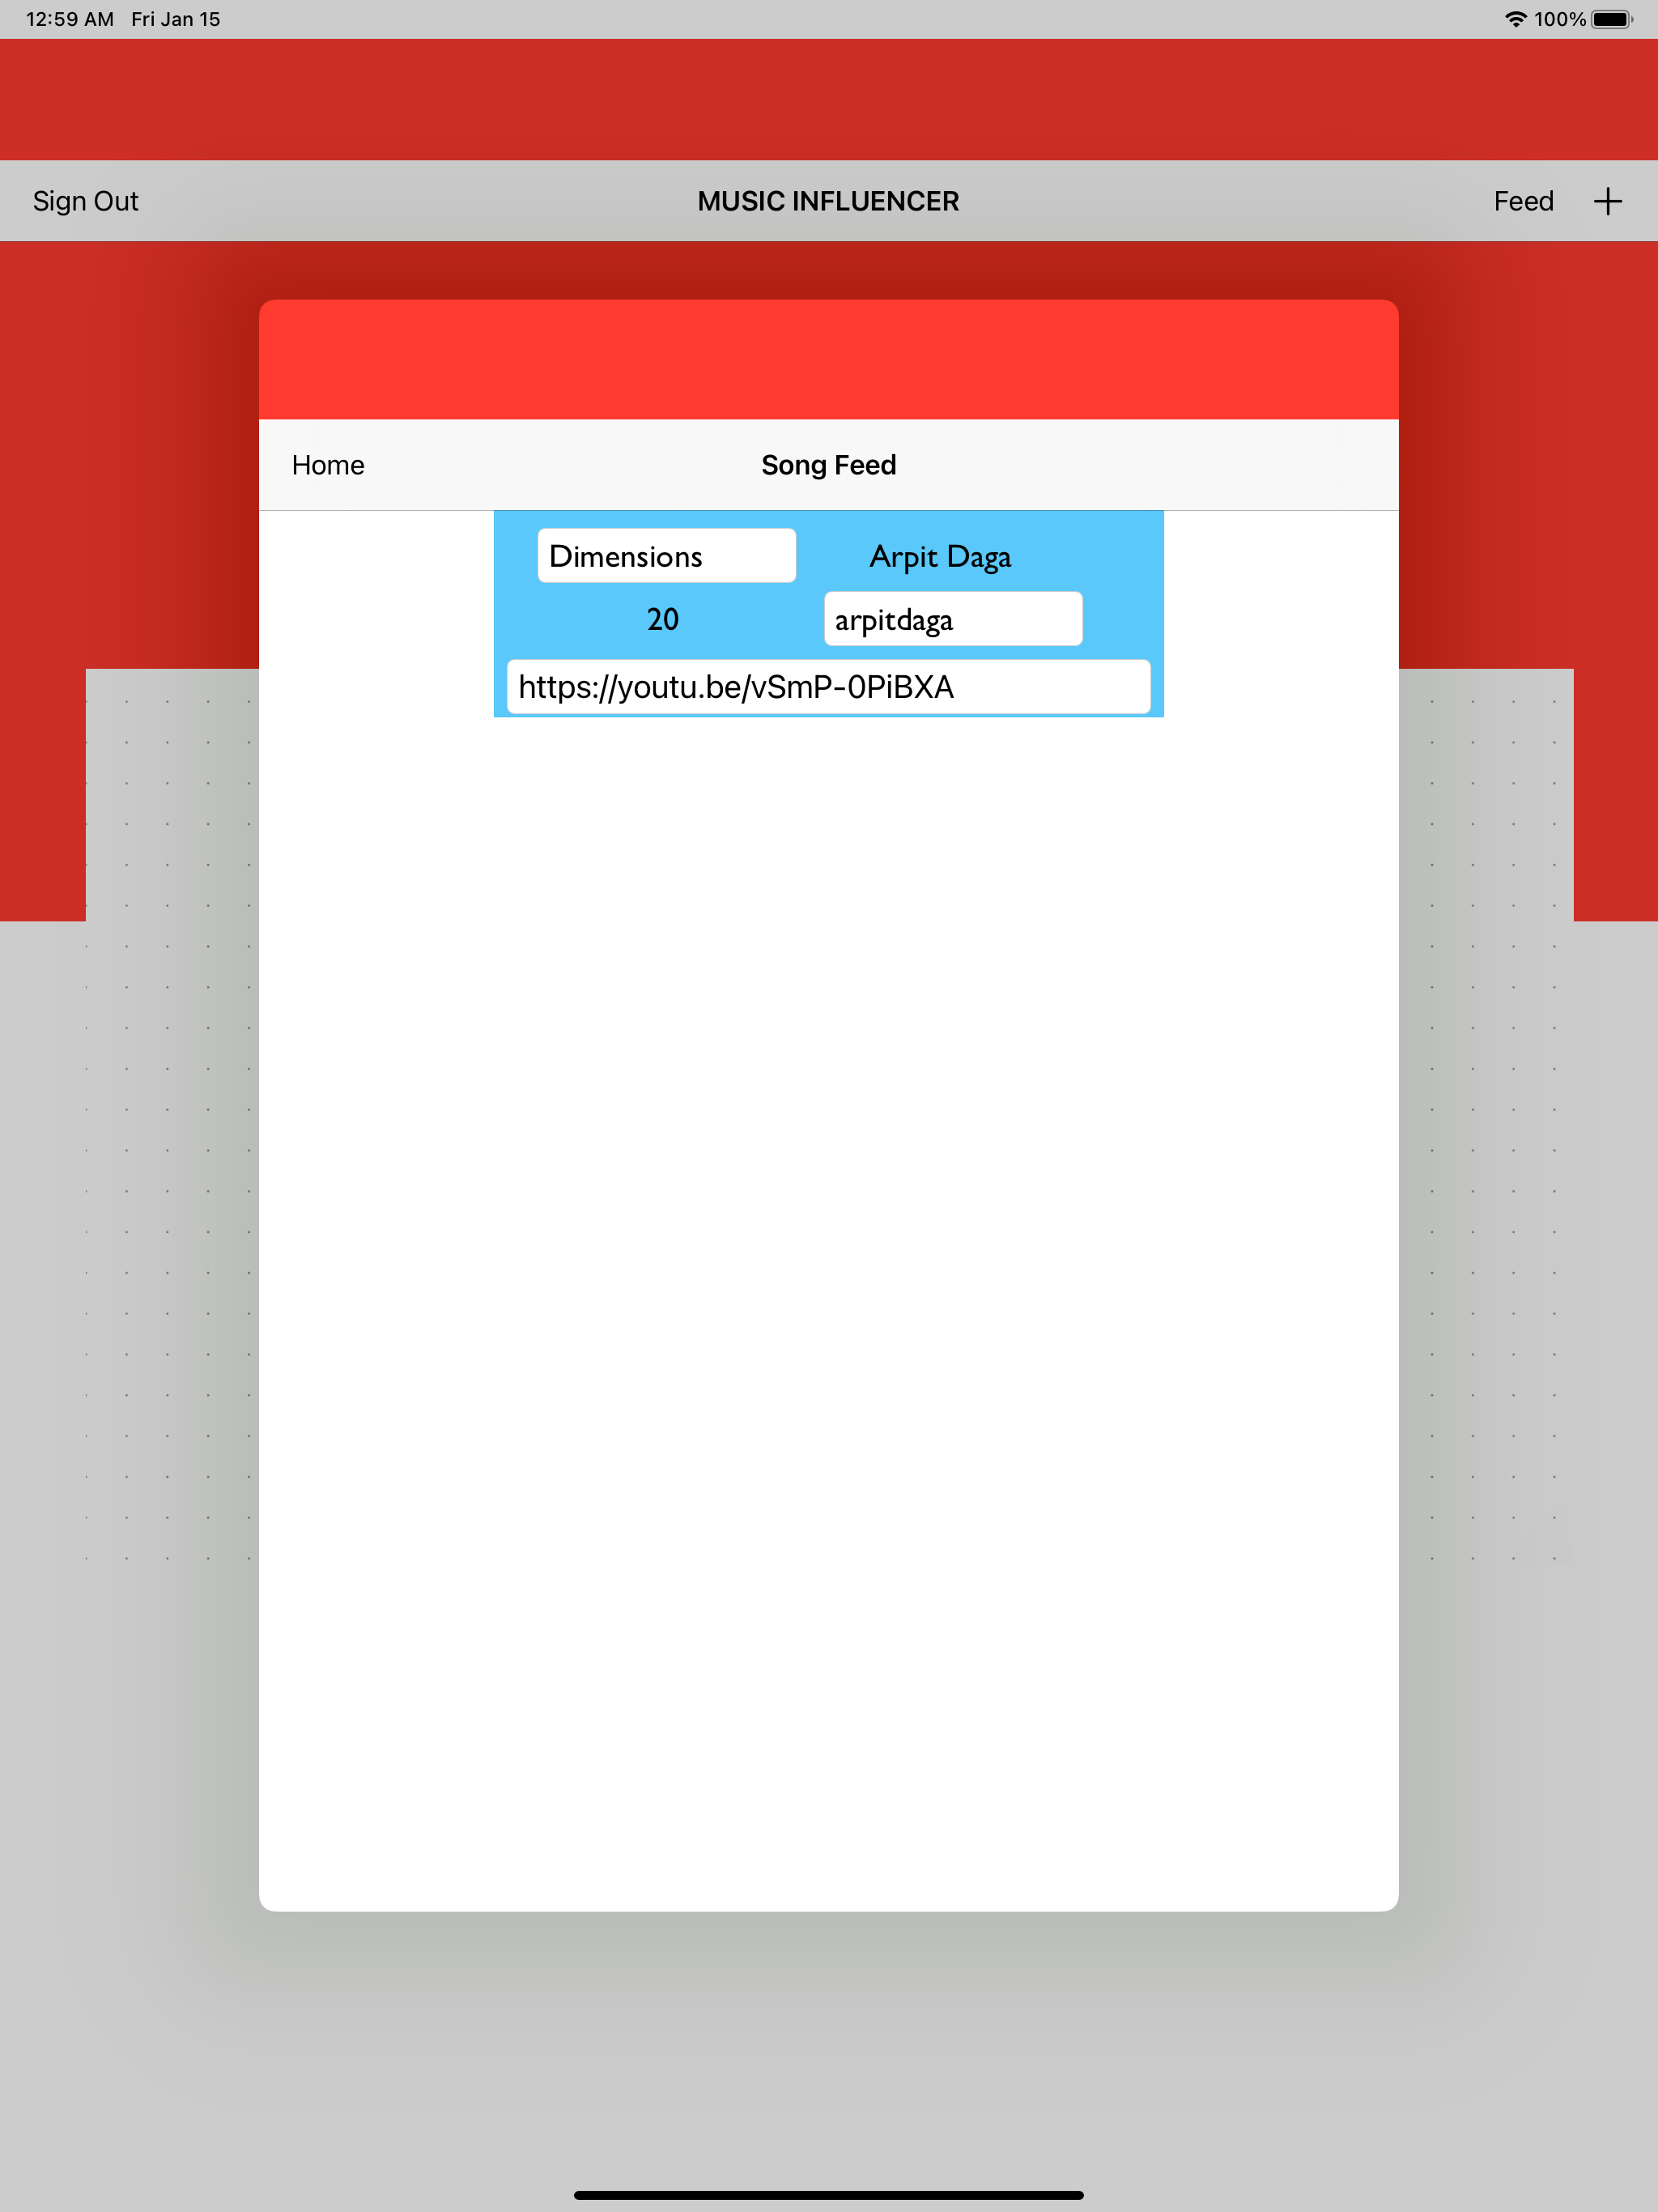 12:59 AM Fri Jan 15 100%
Sign Out MUSIC INFLUENCER Feed +
Home Song Feed
Dimensions Arpit Daga
20 arpitdaga
https://youtu.be/vSmP-0PiBXA